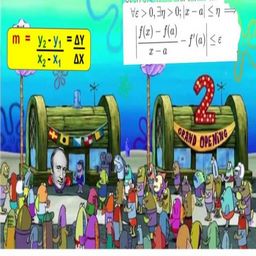 m = y₂ - y₁ / x₂ - x₁ = ΔY / ΔX
∀ε > 0, ∃η > 0; |x − a| ≤ η ⟹
|f(x) − f(a) / x − a − f′(a)| ≤ ε
2
GRAND OPENING